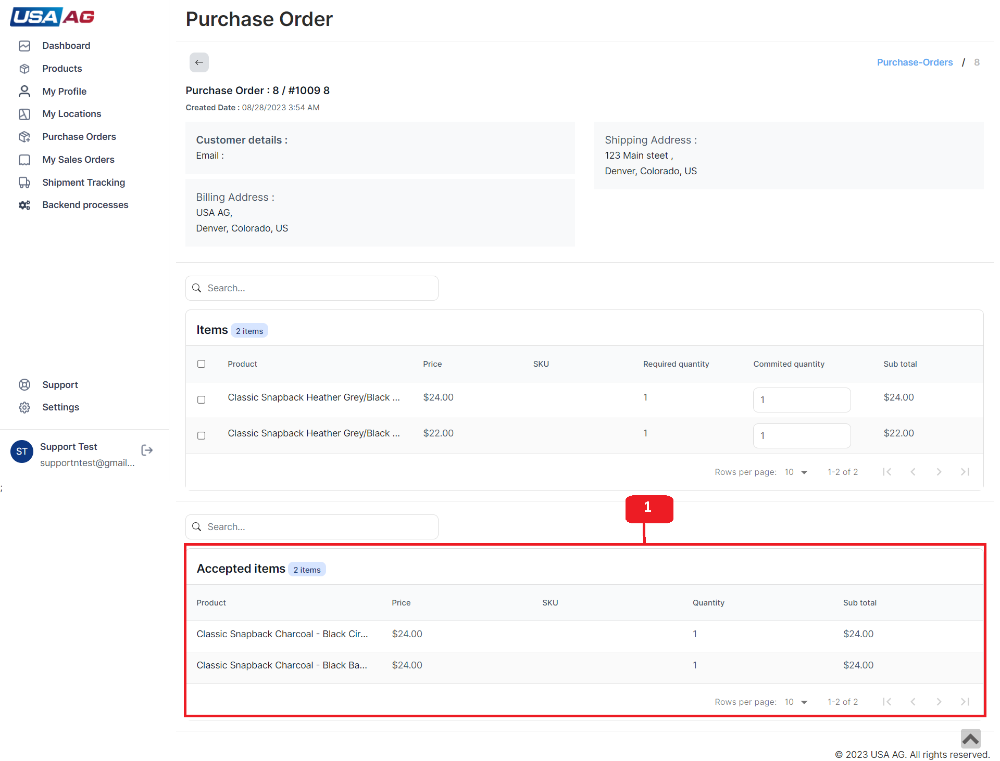 USA AG
Dashboard
Products
My Profile
My Locations
Purchase Orders
My Sales Orders
Shipment Tracking
Backend processes
Support
Settings
ST
Support Test
supportntest@gmail...
;
Purchase Order
Purchase-Orders / 8
Purchase Order : 8 / #1009 8
Created Date : 08/28/2023 3:54 AM
Customer details :
Email :
Billing Address :
USA AG,
Denver, Colorado, US
Shipping Address :
123 Main steet ,
Denver, Colorado, US
Search...
Items 2 items
Product Price SKU Required quantity Commited quantity Sub total
Classic Snapback Heather Grey/Black ... $24.00 1 1 $24.00
Classic Snapback Heather Grey/Black ... $22.00 1 1 $22.00
Rows per page: 10 1-2 of 2
1
Search...
Accepted items 2 items
Product Price SKU Quantity Sub total
Classic Snapback Charcoal - Black Cir... $24.00 1 $24.00
Classic Snapback Charcoal - Black Ba... $24.00 1 $24.00
Rows per page: 10 1-2 of 2
© 2023 USA AG. All rights reserved.